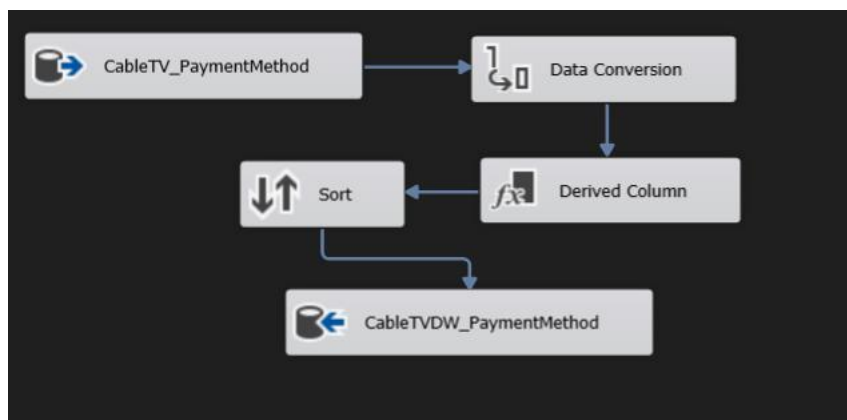 CableTV_PaymentMethod
Data Conversion
Derived Column
Sort
CableTVDW_PaymentMethod